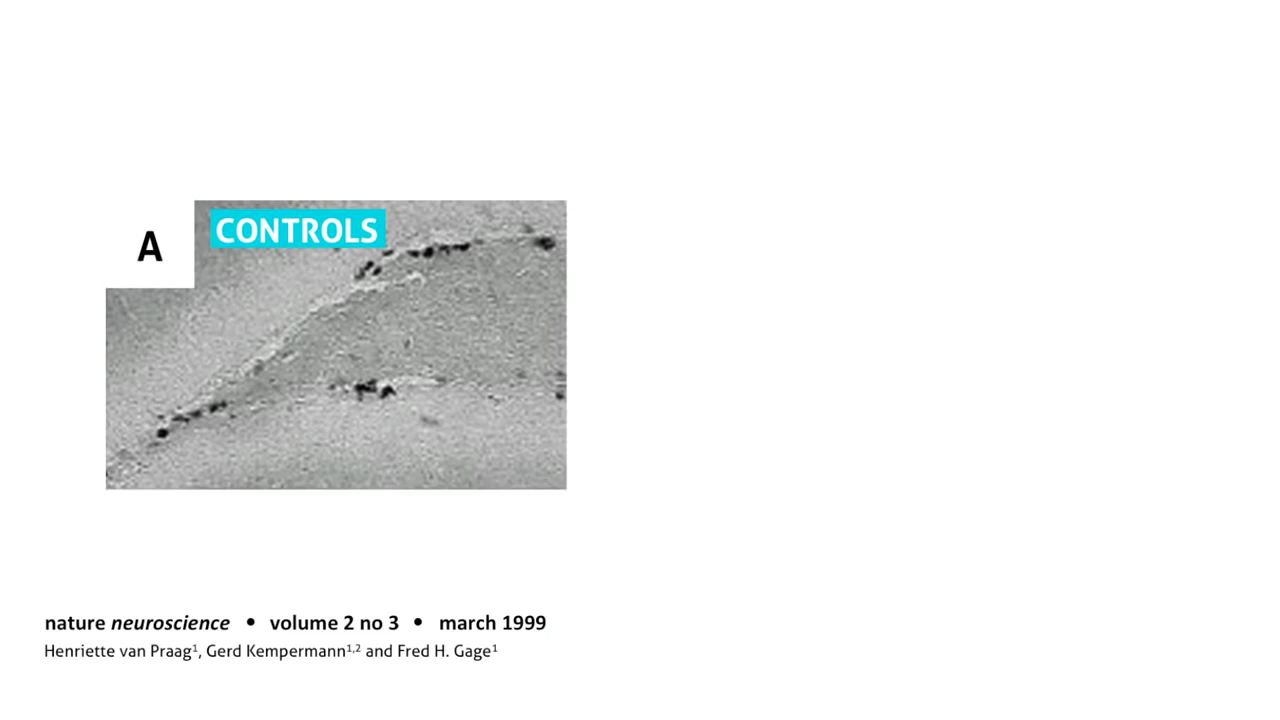 A
CONTROLS
nature neuroscience • volume 2 no 3 • march 1999
Henriette van Praag¹, Gerd Kempermann¹,² and Fred H. Gage¹